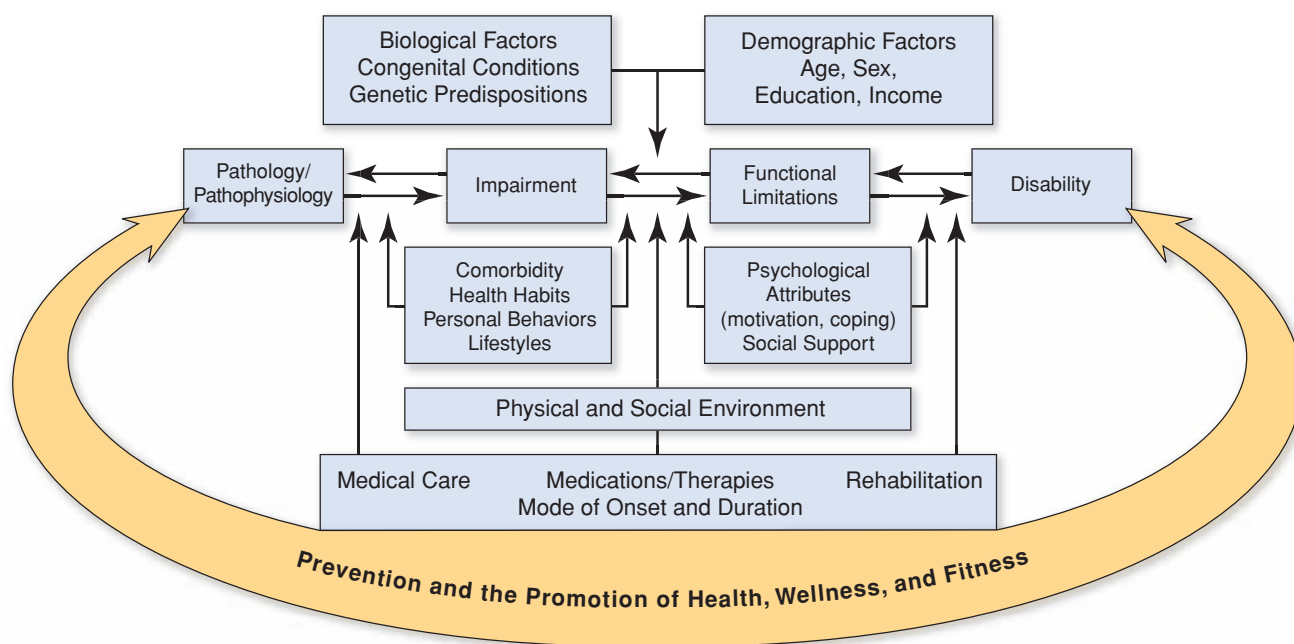 Biological Factors
Congenital Conditions
Genetic Predispositions
Demographic Factors
Age, Sex,
Education, Income
Pathology/
Pathophysiology
Impairment
Functional
Limitations
Disability
Comorbidity
Health Habits
Personal Behaviors
Lifestyles
Psychological
Attributes
(motivation, coping)
Social Support
Physical and Social Environment
Medical Care
Medications/Therapies
Mode of Onset and Duration
Rehabilitation
Prevention and the Promotion of Health, Wellness, and Fitness